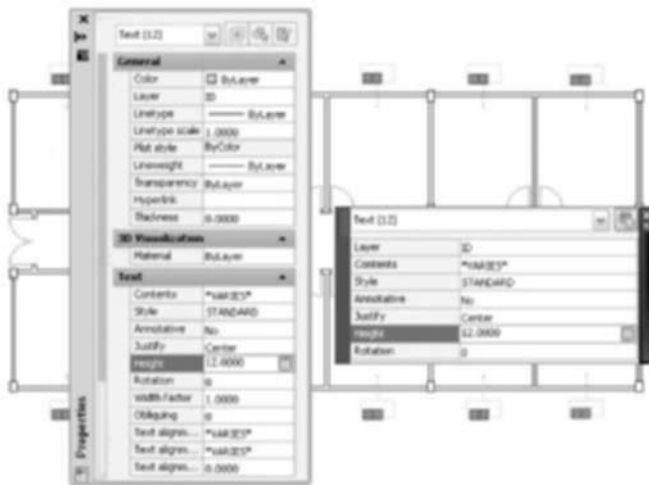 Text (12)
General
Color ByLayer
Layer ID
Linetype ByLayer
Linetype scale 1.0000
Plot style ByColor
Lineweight ByLayer
Transparency ByLayer
Hyperlink
Thickness 0.0000
3D Visualization
Material ByLayer
Text
Contents *VARIES*
Style STANDARD
Annotative No
Justify Center
Height 12.0000
Rotation 0
Width factor 1.0000
Obliquing 0
Text alignm... *VARIES*
Text alignm... *VARIES*
Text alignm... 0.0000
Properties
Text (12)
Layer ID
Contents *VARIES*
Style STANDARD
Annotative No
Justify Center
Height 12.0000
Rotation 0